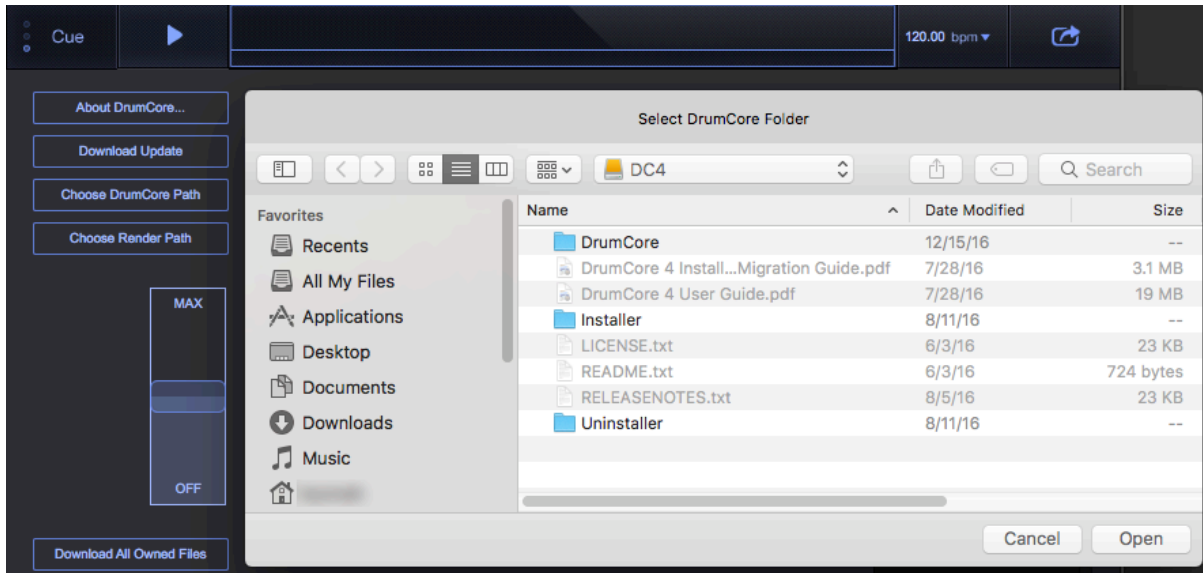 Cue
120.00 bpm
About DrumCore...
Download Update
Choose DrumCore Path
Choose Render Path
MAX
OFF
Download All Owned Files
Select DrumCore Folder
DC4
Search
Favorites
Recents
All My Files
Applications
Desktop
Documents
Downloads
Music
Name Date Modified Size
DrumCore 12/15/16 --
DrumCore 4 Install...Migration Guide.pdf 7/28/16 3.1 MB
DrumCore 4 User Guide.pdf 7/28/16 19 MB
Installer 8/11/16 --
LICENSE.txt 6/3/16 23 KB
README.txt 6/3/16 724 bytes
RELEASENOTES.txt 8/5/16 23 KB
Uninstaller 8/11/16 --
Cancel Open